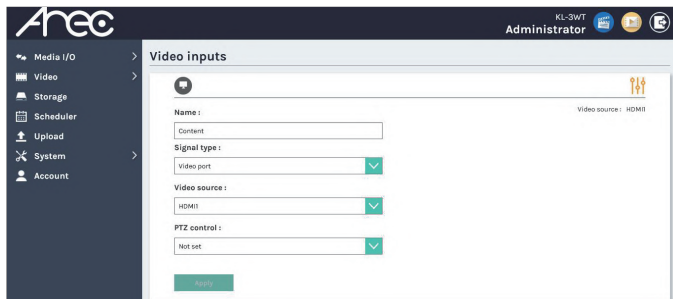 Arec
KL-3WT
Administrator
Media I/O
Video
Storage
Scheduler
Upload
System
Account
Video inputs
Video source : HDMI1
Name :
Content
Signal type :
Video port
Video source :
HDMI1
PTZ control :
Not set
Apply